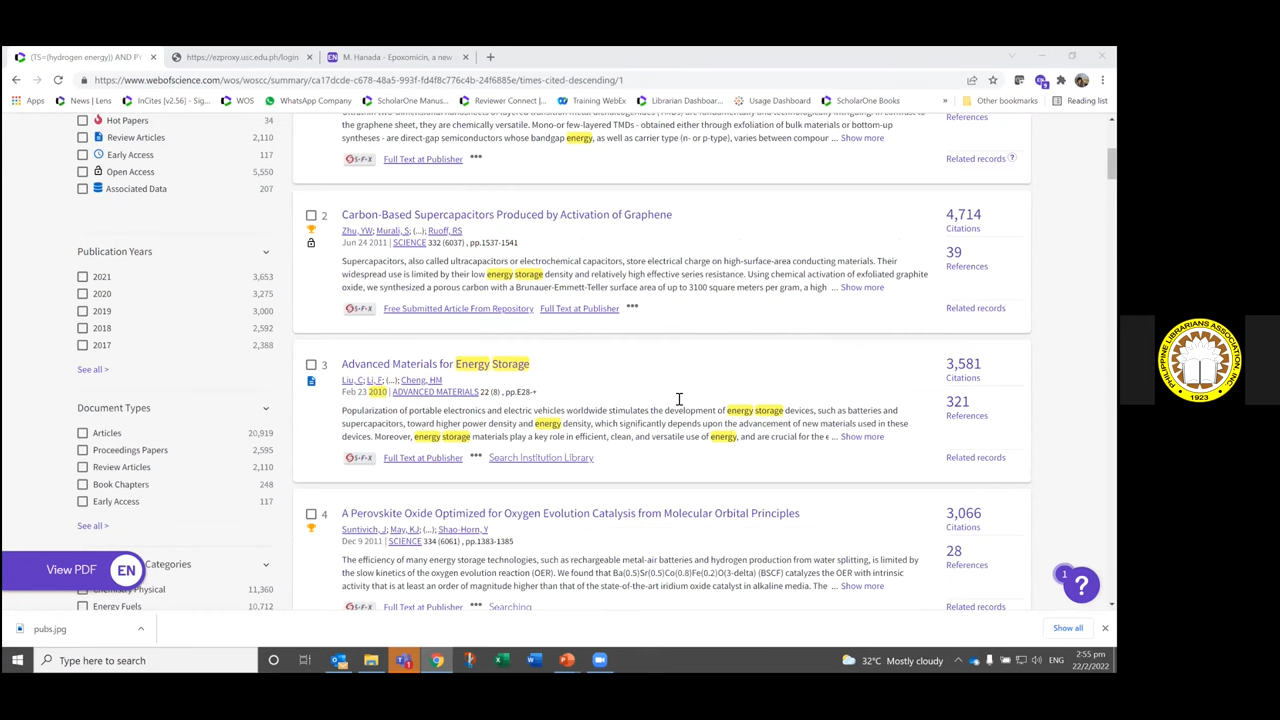 (TS=(hydrogen energy)) AND P
https://ezproxy.usc.edu.ph/login
EN M. Hanada - Epoxomicin, a new
https://www.webofscience.com/wos/woscc/summary/ca17dcde-c678-48a5-993f-fd4f8c776c4b-24f6885e/times-cited-descending/1
Apps News | Lens InCites [v2.56] - Sig... WOS WhatsApp Company ScholarOne Manus... Reviewer Connect |... Training WebEx Librarian Dashboar... Usage Dashboard ScholarOne Books » Other bookmarks Reading list
Hot Papers 34
Review Articles 2,110
Early Access 117
Open Access 5,550
Associated Data 207
Publication Years
2021 3,653
2020 3,275
2019 3,000
2018 2,592
2017 2,388
See all >
Document Types
Articles 20,919
Proceedings Papers 2,595
Review Articles 2,110
Book Chapters 248
Early Access 117
See all >
Categories
Chemistry Physical 11,360
Energy Fuels 10,712
View PDF EN
the graphene sheet, they are chemically versatile. Mono- or few-layered TMDs - obtained either through exfoliation of bulk materials or bottom-up
syntheses - are direct-gap semiconductors whose bandgap energy, as well as carrier type (n- or p-type), varies between compour ... Show more
S·F·X Full Text at Publisher •••
References
Related records ?
2 Carbon-Based Supercapacitors Produced by Activation of Graphene
Zhu, YW; Murali, S; (...); Ruoff, RS
Jun 24 2011 | SCIENCE 332 (6037) , pp.1537-1541
Supercapacitors, also called ultracapacitors or electrochemical capacitors, store electrical charge on high-surface-area conducting materials. Their
widespread use is limited by their low energy storage density and relatively high effective series resistance. Using chemical activation of exfoliated graphite
oxide, we synthesized a porous carbon with a Brunauer-Emmett-Teller surface area of up to 3100 square meters per gram, a high ... Show more
S·F·X Free Submitted Article From Repository Full Text at Publisher •••
4,714
Citations
39
References
Related records
3 Advanced Materials for Energy Storage
Liu, C; Li, F; (...); Cheng, HM
Feb 23 2010 | ADVANCED MATERIALS 22 (8) , pp.E28-+
Popularization of portable electronics and electric vehicles worldwide stimulates the development of energy storage devices, such as batteries and
supercapacitors, toward higher power density and energy density, which significantly depends upon the advancement of new materials used in these
devices. Moreover, energy storage materials play a key role in efficient, clean, and versatile use of energy, and are crucial for the e ... Show more
S·F·X Full Text at Publisher ••• Search Institution Library
3,581
Citations
321
References
Related records
4 A Perovskite Oxide Optimized for Oxygen Evolution Catalysis from Molecular Orbital Principles
Suntivich, J; May, KJ; (...); Shao-Horn, Y
Dec 9 2011 | SCIENCE 334 (6061) , pp.1383-1385
The efficiency of many energy storage technologies, such as rechargeable metal-air batteries and hydrogen production from water splitting, is limited by
the slow kinetics of the oxygen evolution reaction (OER). We found that Ba(0.5)Sr(0.5)Co(0.8)Fe(0.2)O(3-delta) (BSCF) catalyzes the OER with intrinsic
activity that is at least an order of magnitude higher than that of the state-of-the-art iridium oxide catalyst in alkaline media. The ... Show more
S·F·X Full Text at Publisher ••• Searching
3,066
Citations
28
References
Related records
1
?
pubs.jpg
Show all
Type here to search
32°C Mostly cloudy
ENG
2:55 pm
22/2/2022
PHILIPPINE LIBRARIANS ASSOCIATION, INC.
1923